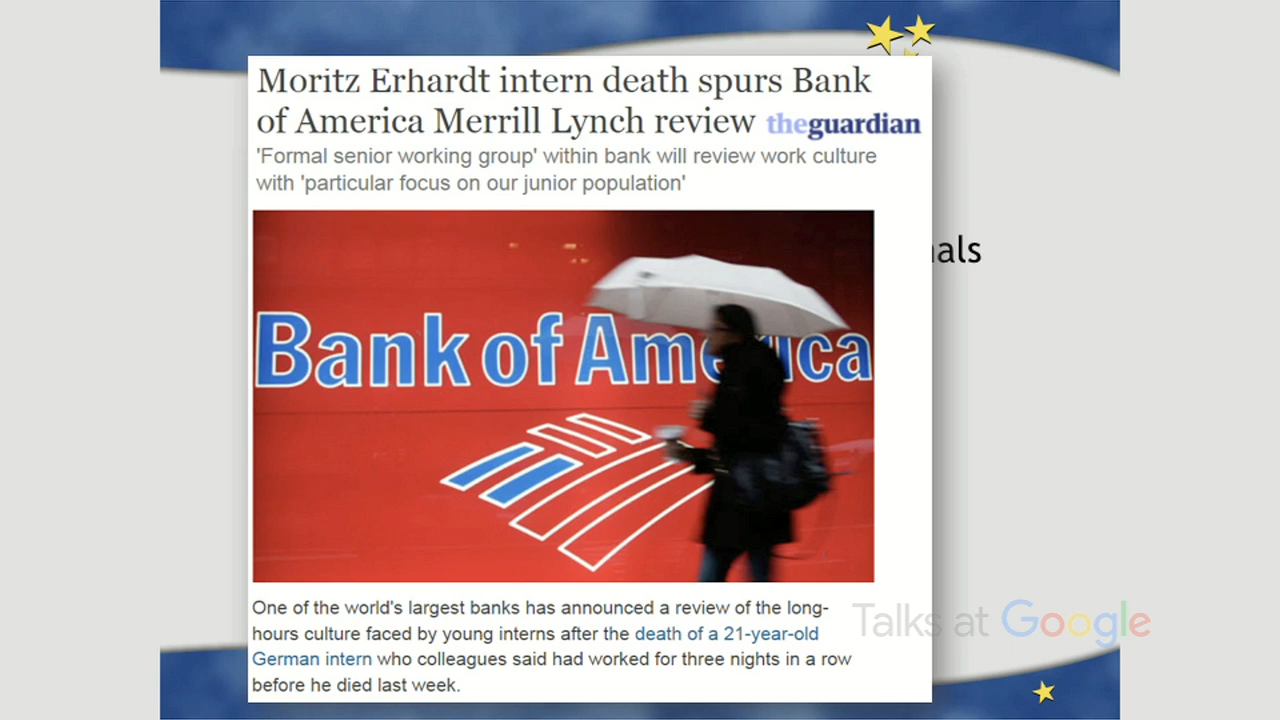 Moritz Erhardt intern death spurs Bank
of America Merrill Lynch review theguardian
'Formal senior working group' within bank will review work culture
with 'particular focus on our junior population'
nals
Bank of America
One of the world's largest banks has announced a review of the long-
hours culture faced by young interns after the death of a 21-year-old
German intern who colleagues said had worked for three nights in a row
before he died last week.
Talks at Google